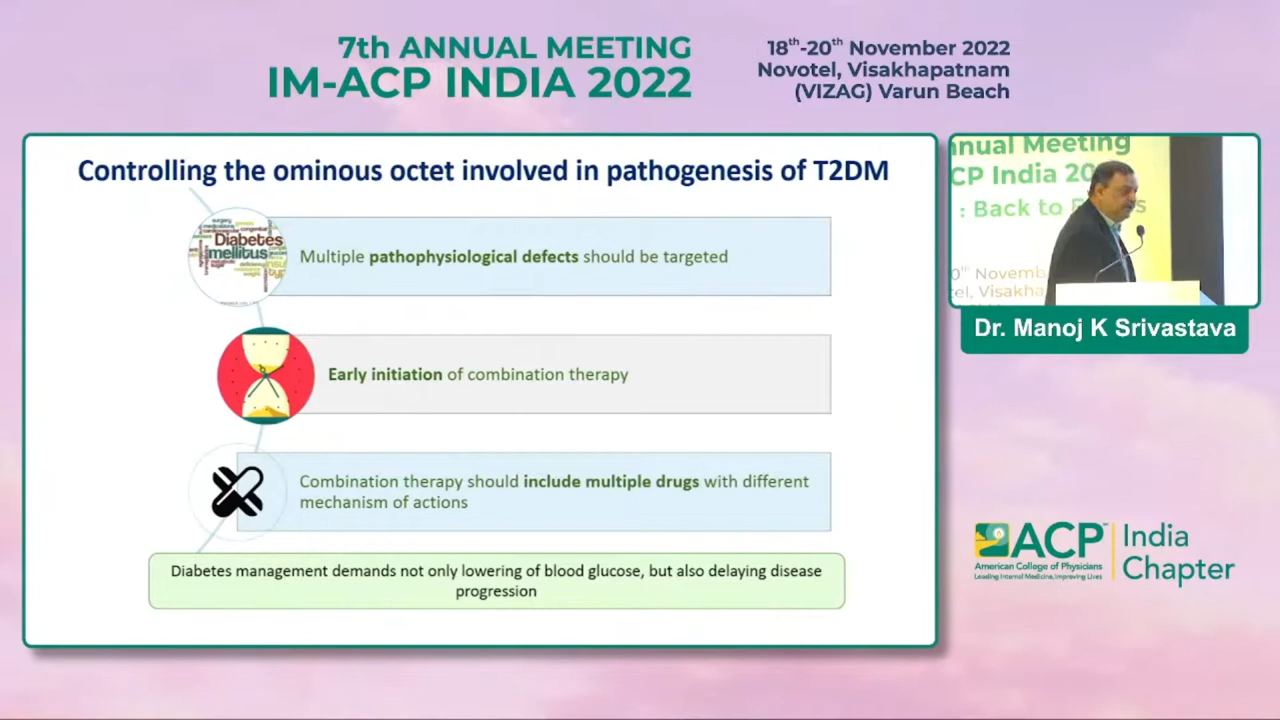 7th ANNUAL MEETING
IM-ACP INDIA 2022
18th-20th November 2022
Novotel, Visakhapatnam
(VIZAG) Varun Beach
Controlling the ominous octet involved in pathogenesis of T2DM
Diabetes
mellitus
Multiple pathophysiological defects should be targeted
Early initiation of combination therapy
Combination therapy should include multiple drugs with different
mechanism of actions
Diabetes management demands not only lowering of blood glucose, but also delaying disease
progression
nnual Meeting
CP India 20
: Back to
0th Novemb
tel, Visakha
Dr. Manoj K Srivastava
ACP
American College of Physicians
Leading Internal Medicine, Improving Lives
India
Chapter